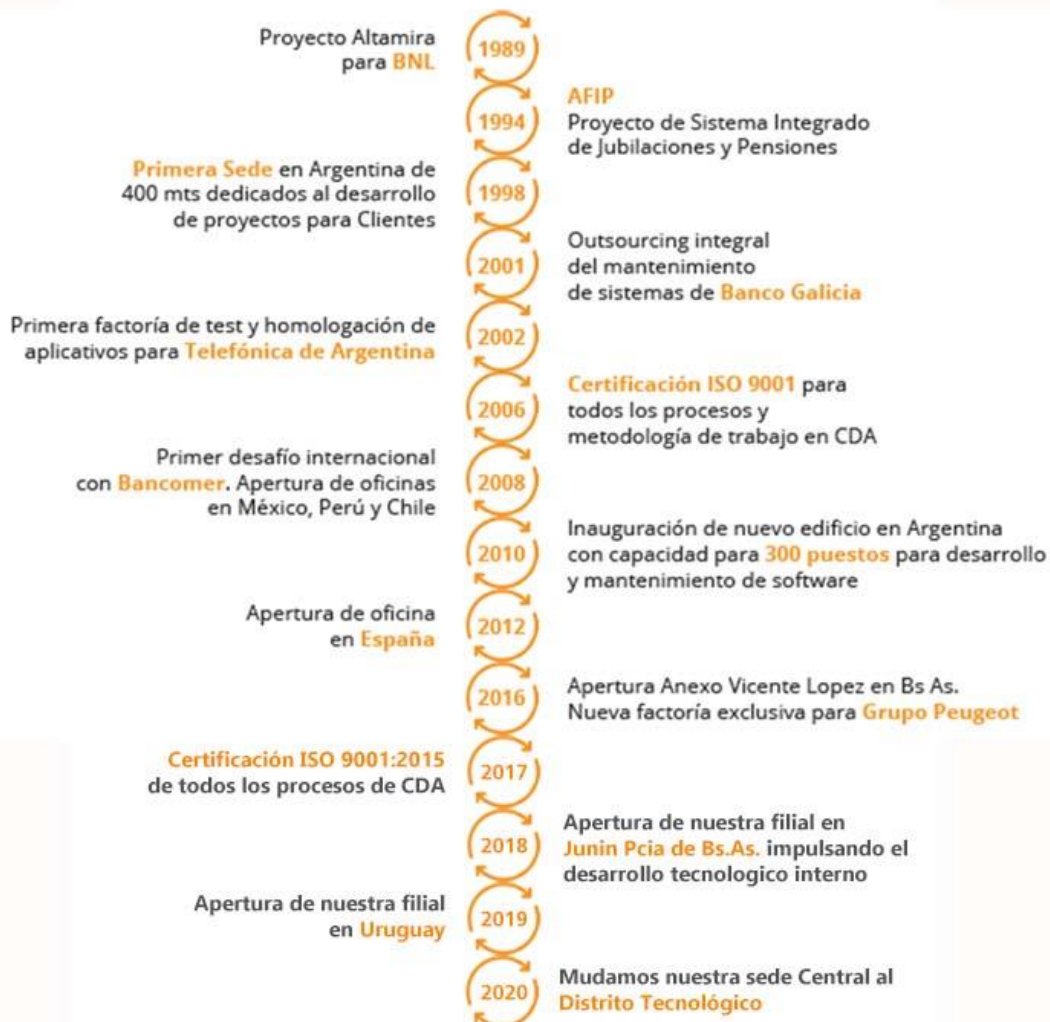 Proyecto Altamira
para BNL
1989
AFIP
1994
Proyecto de Sistema Integrado
de Jubilaciones y Pensiones
Primera Sede en Argentina de
400 mts dedicados al desarrollo
de proyectos para Clientes
1998
Outsourcing integral
del mantenimiento
de sistemas de Banco Galicia
2001
Primera factoría de test y homologación de
aplicativos para Telefónica de Argentina
2002
Certificación ISO 9001 para
todos los procesos y
metodología de trabajo en CDA
2006
Primer desafío internacional
con Bancomer. Apertura de oficinas
en México, Perú y Chile
2008
Inauguración de nuevo edificio en Argentina
con capacidad para 300 puestos para desarrollo
y mantenimiento de software
2010
Apertura de oficina
en España
2012
Apertura Anexo Vicente Lopez en Bs As.
Nueva factoría exclusiva para Grupo Peugeot
2016
Certificación ISO 9001:2015
de todos los procesos de CDA
2017
Apertura de nuestra filial en
Junin Pcia de Bs.As. impulsando el
desarrollo tecnologico interno
2018
Apertura de nuestra filial
en Uruguay
2019
Mudamos nuestra sede Central al
Distrito Tecnológico
2020